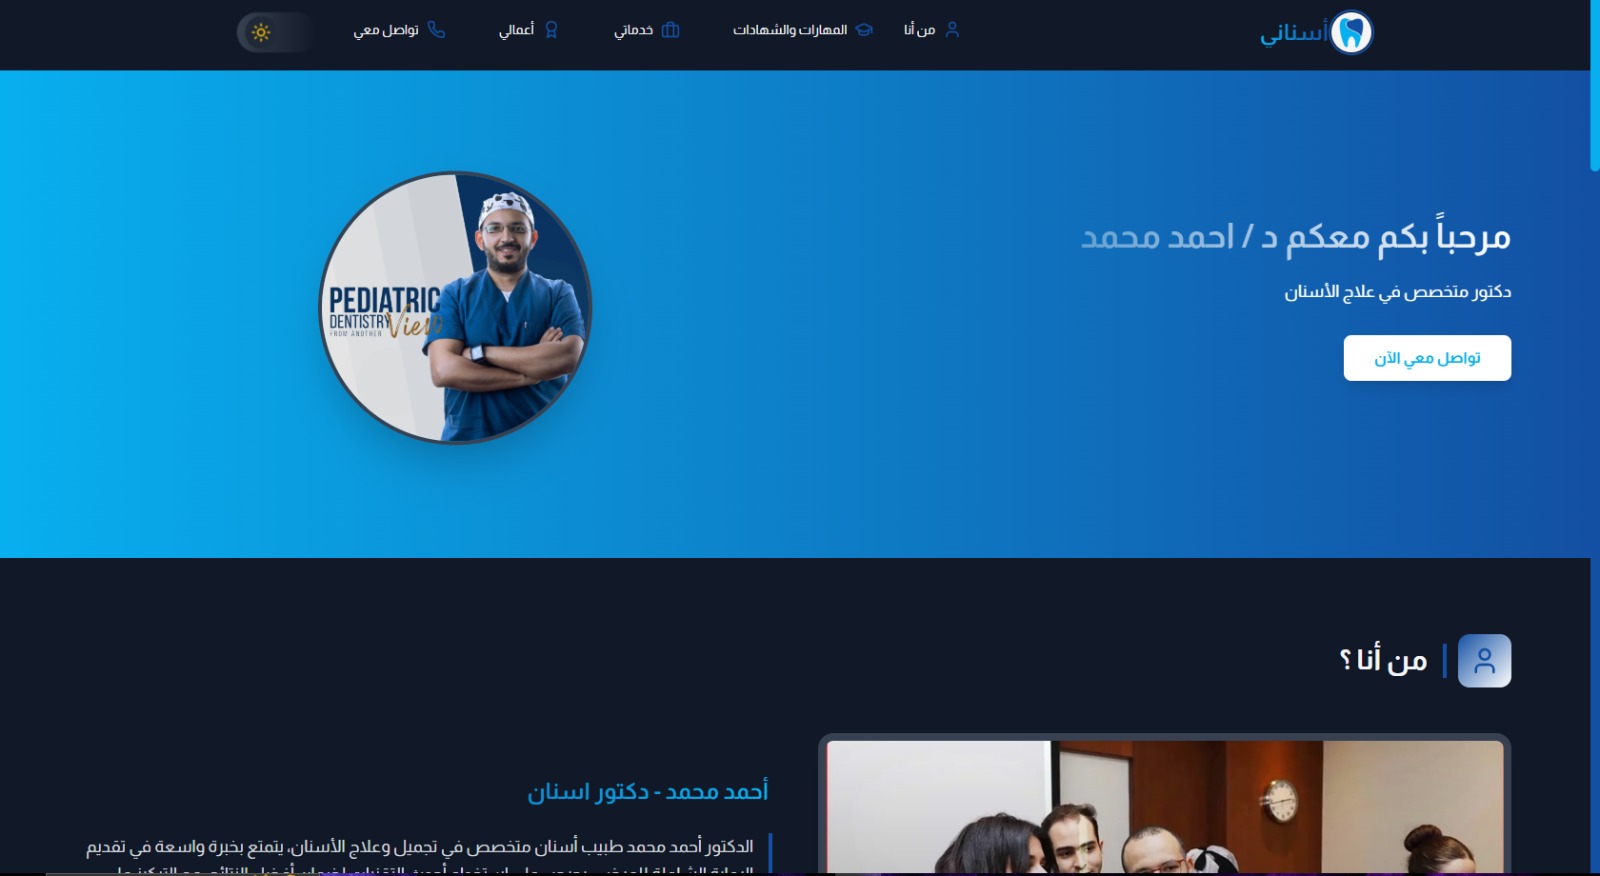 أسناني
من أنا
المهارات والشهادات
خدماتي
أعمالي
تواصل معي
مرحباً بكم معكم د / احمد محمد
دكتور متخصص في علاج الأسنان
تواصل معي الآن
PEDIATRIC
DENTISTRY
FROM ANOTHER
View
من أنا ؟
أحمد محمد - دكتور اسنان
الدكتور أحمد محمد طبيب أسنان متخصص في تجميل وعلاج الأسنان، يتمتع بخبرة واسعة في تقديم